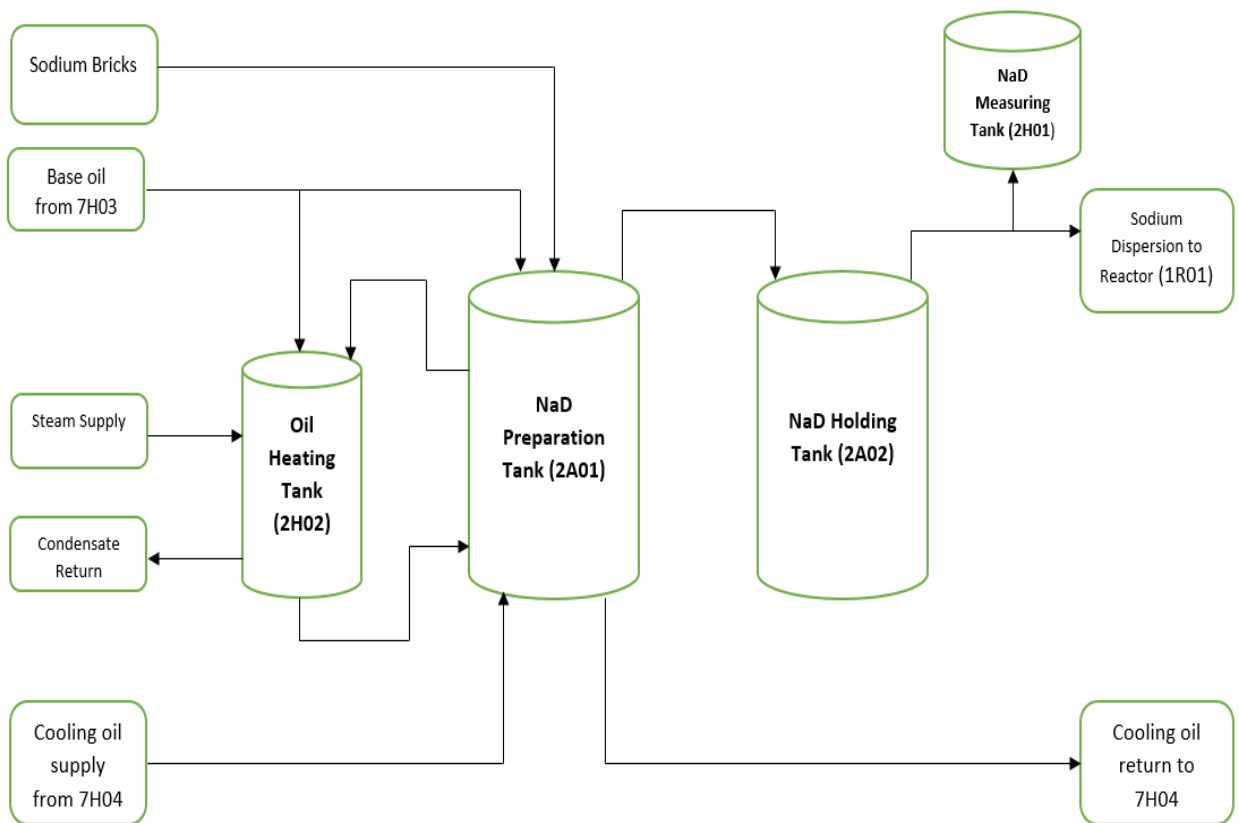 Sodium Bricks
NaD
Measuring
Tank (2H01)
Base oil
from 7H03
Sodium
Dispersion to
Reactor (1R01)
Steam Supply
Oil
Heating
Tank
(2H02)
NaD
Preparation
Tank (2A01)
NaD Holding
Tank (2A02)
Condensate
Return
Cooling oil
supply
from 7H04
Cooling oil
return to
7H04